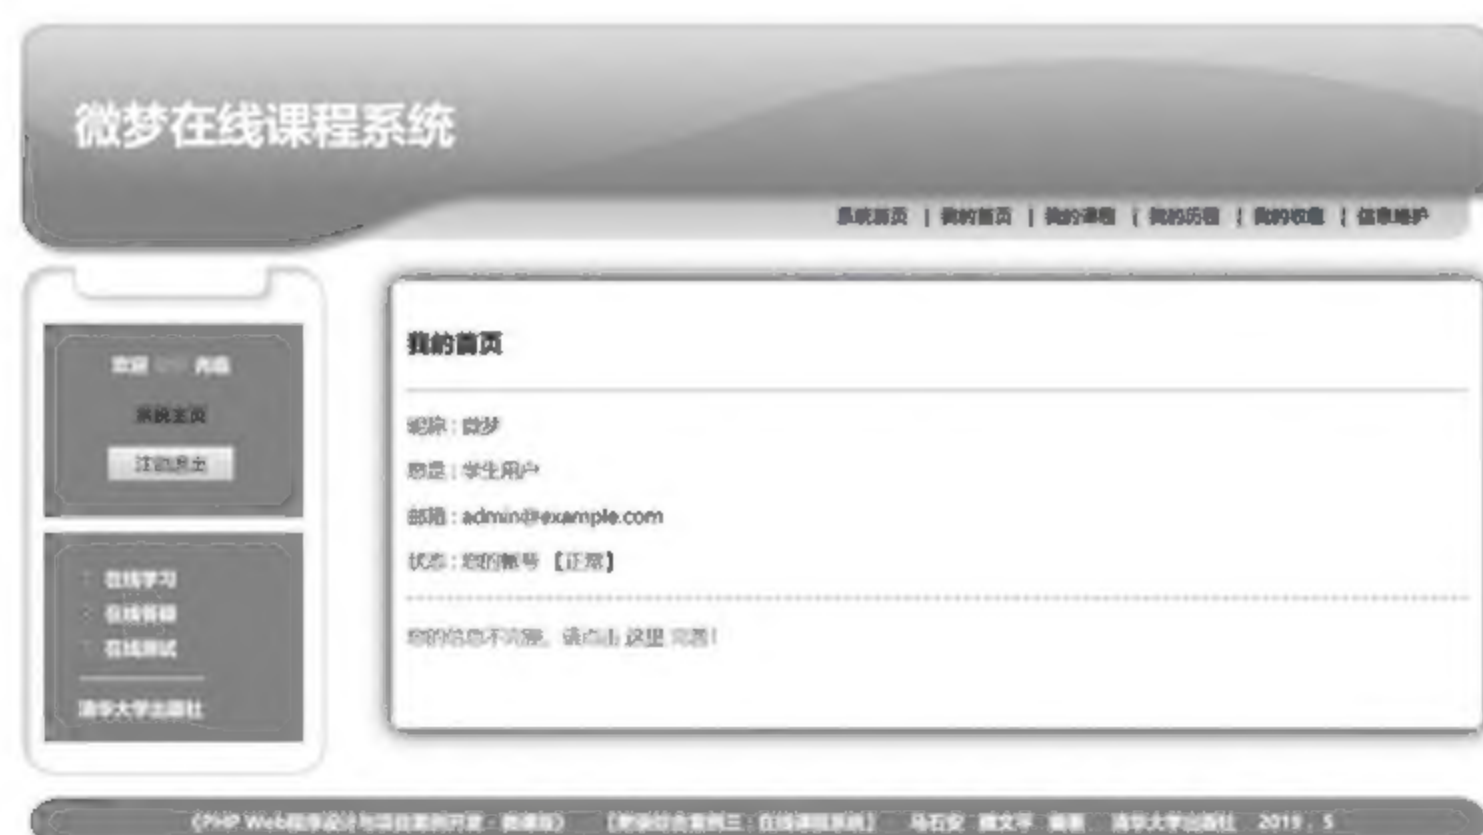 微梦在线课程系统
系统首页 | 我的首页 | 我的课程 | 我的历程 | 我的收藏 | 信息维护
欢迎 光临
系统主页
注销退出
在线学习
在线答疑
在线测试
清华大学出版社
我的首页
昵称：微梦
您是：学生用户
邮箱：admin@example.com
状态：您的帐号 【正常】
您的信息不完整，请点击 这里 完善！
《PHP Web程序设计与项目案例开发-微课版》 【附录综合案例三：在线课程系统】 马石安 魏文平 编著 清华大学出版社 2019．5